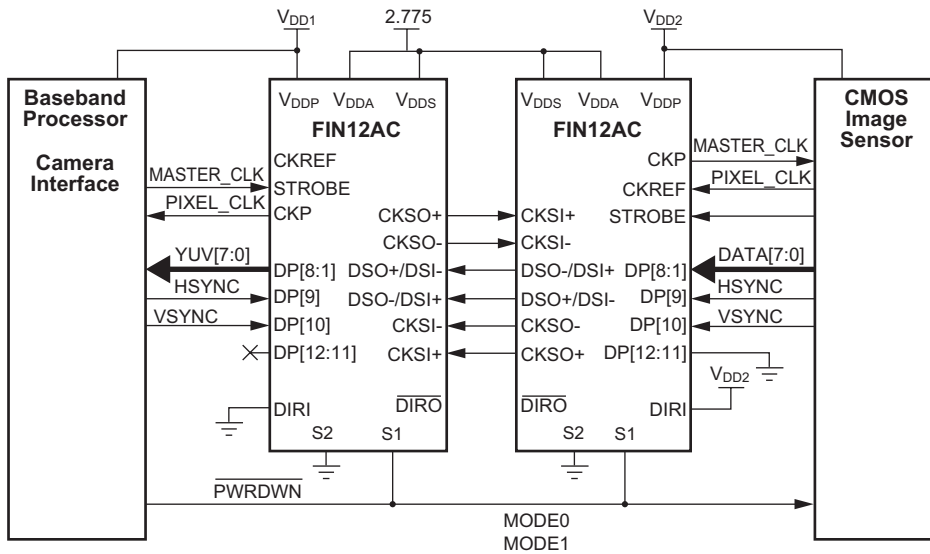 VDD1
2.775
VDD2
Baseband
Processor
Camera
Interface
VDDP VDDA VDDS
FIN12AC
CKREF
STROBE
CKP
DP[8:1]
DP[9]
DP[10]
DP[12:11]
DIRI
S2
S1
CKSO+
CKSO-
DSO+/DSI-
DSO-/DSI+
CKSI-
CKSI+
DIRO
MASTER_CLK
PIXEL_CLK
YUV[7:0]
HSYNC
VSYNC
VDDS VDDA VDDP
FIN12AC
CKSI+
CKSI-
DSO-/DSI+
DSO+/DSI-
CKSO-
CKSO+
DIRO
S2
S1
CKP
CKREF
STROBE
DP[8:1]
DP[9]
DP[10]
DP[12:11]
DIRI
MASTER_CLK
PIXEL_CLK
DATA[7:0]
HSYNC
VSYNC
VDD2
CMOS
Image
Sensor
PWRDWN
MODE0
MODE1